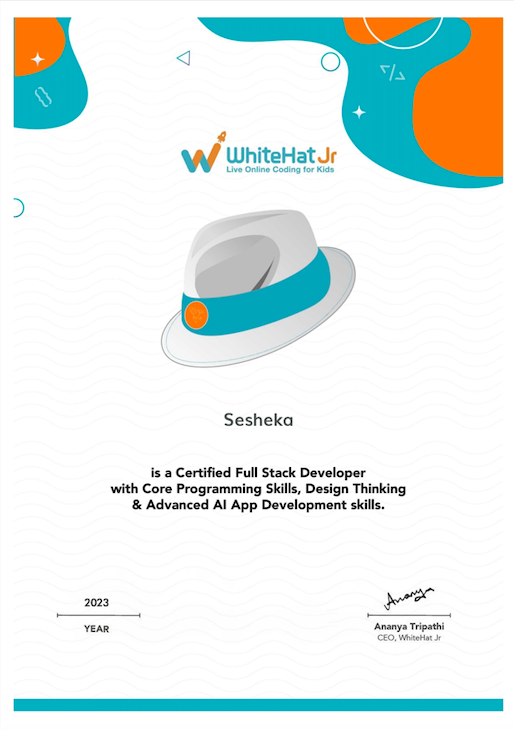 WhiteHat Jr
Live Online Coding for Kids
Sesheka
is a Certified Full Stack Developer
with Core Programming Skills, Design Thinking
& Advanced AI App Development skills.
2023
YEAR
Ananya
Ananya Tripathi
CEO, WhiteHat Jr